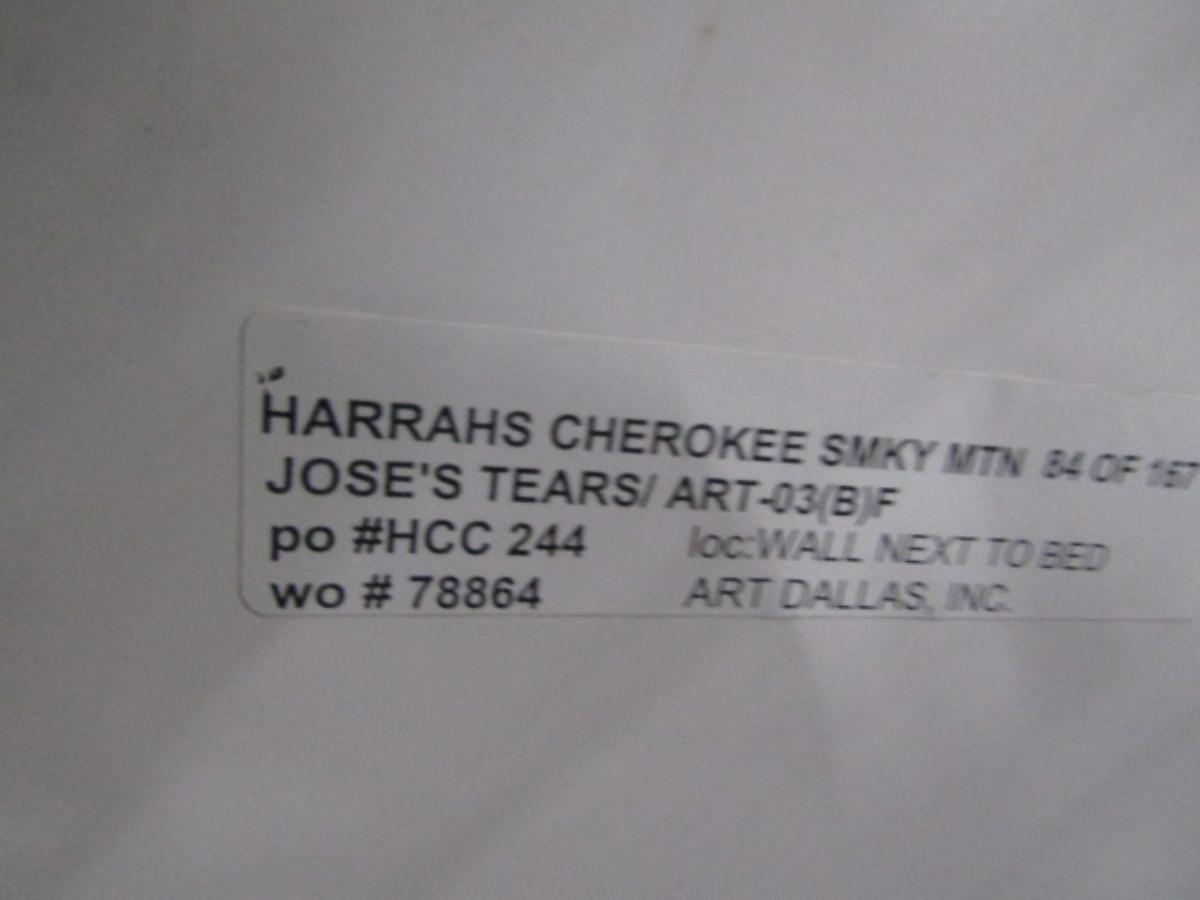 HARRAHS CHEROKEE SMKY MTN 84 OF 167
JOSE'S TEARS/ ART-03(B)F
po #HCC 244 loc:WALL NEXT TO BED
wo # 78864 ART DALLAS, INC.